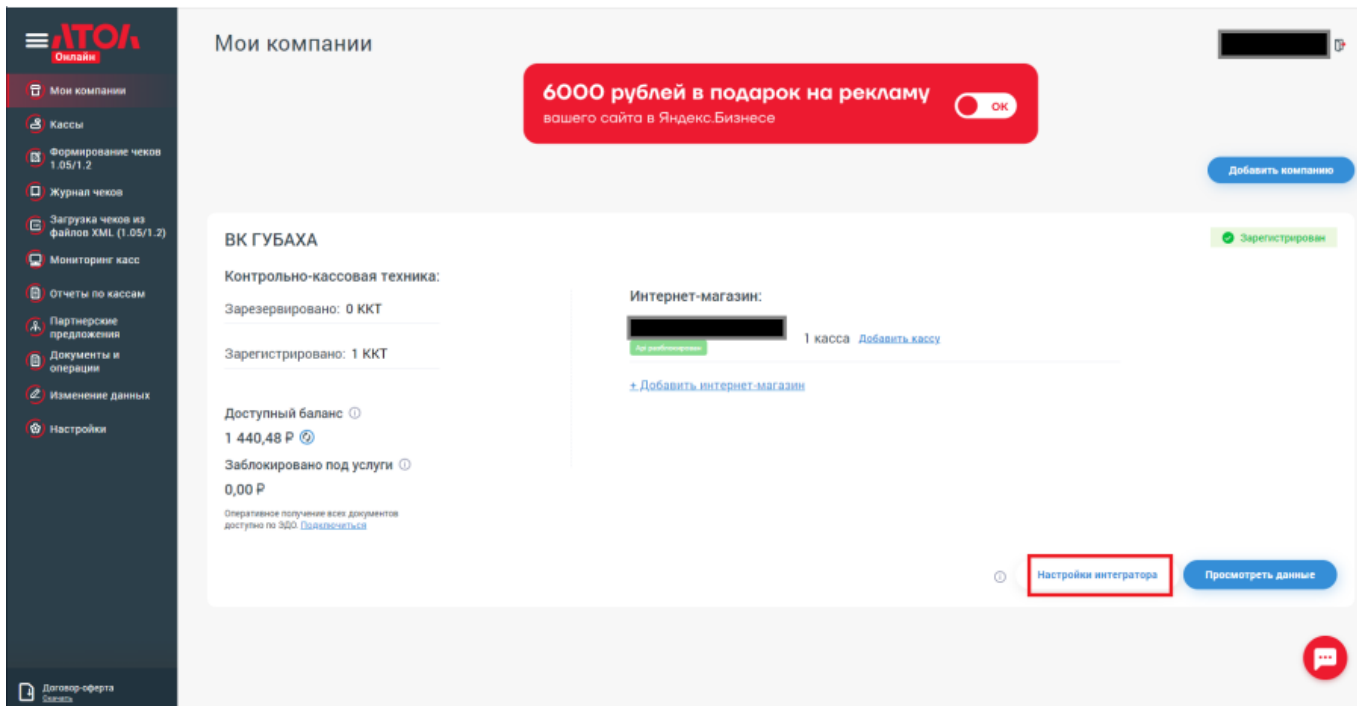 АТОЛ
Онлайн
Мои компании
Кассы
Формирование чеков
1.05/1.2
Журнал чеков
Загрузка чеков из
файлов XML (1.05/1.2)
Мониторинг касс
Отчеты по кассам
Партнерские
предложения
Документы и
операции
Изменение данных
Настройки
Договор-оферта
Скачать
Мои компании
6000 рублей в подарок на рекламу
вашего сайта в Яндекс.Бизнесе
ОК
Добавить компанию
ВК ГУБАХА
Зарегистрирован
Контрольно-кассовая техника:
Зарезервировано: 0 ККТ
Зарегистрировано: 1 ККТ
Интернет-магазин:
Api разблокирован
1 касса Добавить кассу
+ Добавить интернет-магазин
Доступный баланс
1 440,48 ₽
Заблокировано под услуги
0,00 ₽
Оперативное получение всех документов
доступно по ЭДО. Подключиться
Настройки интегратора
Просмотреть данные